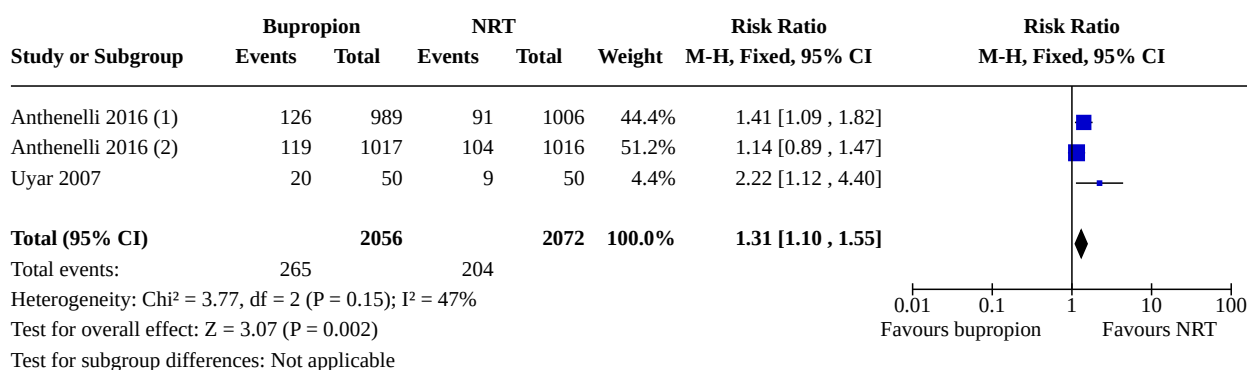 Bupropion NRT Risk Ratio Risk Ratio
Study or Subgroup Events Total Events Total Weight M-H, Fixed, 95% CI M-H, Fixed, 95% CI
Anthenelli 2016 (1) 126 989 91 1006 44.4% 1.41 [1.09 , 1.82]
Anthenelli 2016 (2) 119 1017 104 1016 51.2% 1.14 [0.89 , 1.47]
Uyar 2007 20 50 9 50 4.4% 2.22 [1.12 , 4.40]
Total (95% CI) 2056 2072 100.0% 1.31 [1.10 , 1.55]
Total events: 265 204
Heterogeneity: Chi² = 3.77, df = 2 (P = 0.15); I² = 47%
Test for overall effect: Z = 3.07 (P = 0.002)
Test for subgroup differences: Not applicable
0.01 0.1 1 10 100
Favours bupropion Favours NRT